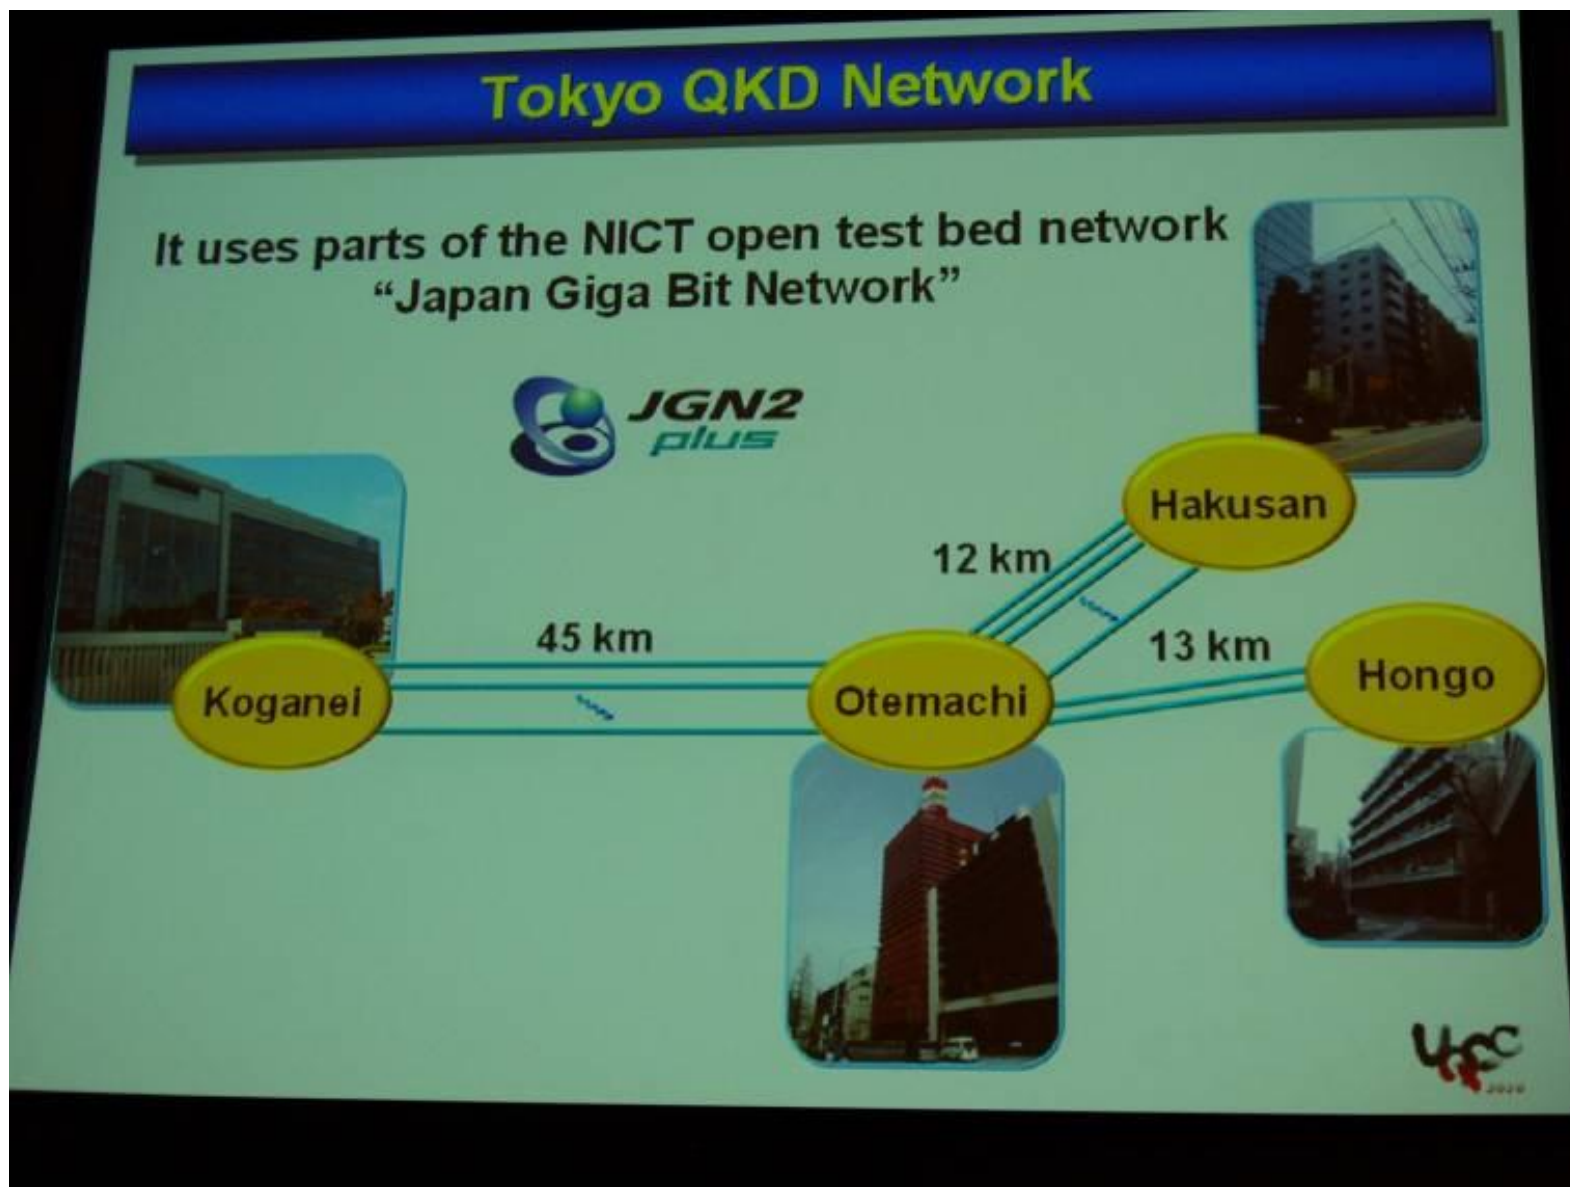 Tokyo QKD Network
It uses parts of the NICT open test bed network
“Japan Giga Bit Network”
JGN2
plus
Hakusan
12 km
45 km
13 km
Koganei
Otemachi
Hongo
2010